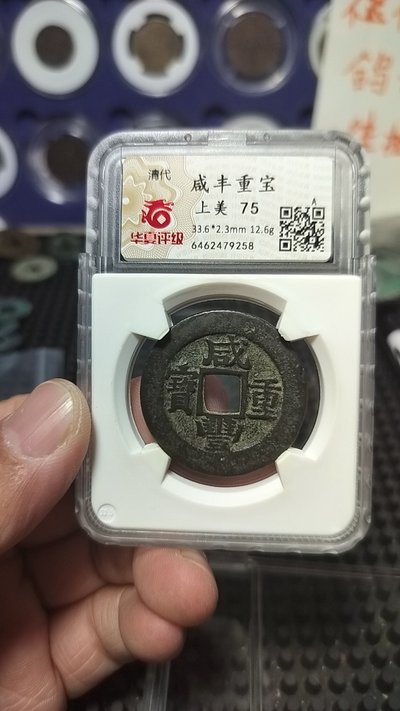 清代
咸丰重宝
上美 75
33.6*2.3mm 12.6g
6462479258
华夏评级
咸
寶 重
豐